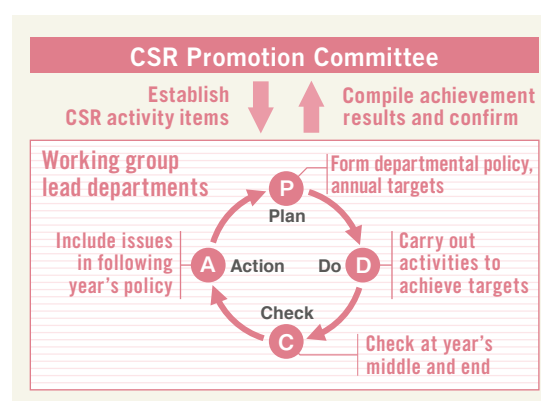 CSR Promotion Committee
Establish
CSR activity items
Compile achievement
results and confirm
Working group
lead departments
P
Plan
Form departmental policy,
annual targets
Include issues
in following
year's policy
A
Action
Do
D
Carry out
activities to
achieve targets
Check
C
Check at year's
middle and end